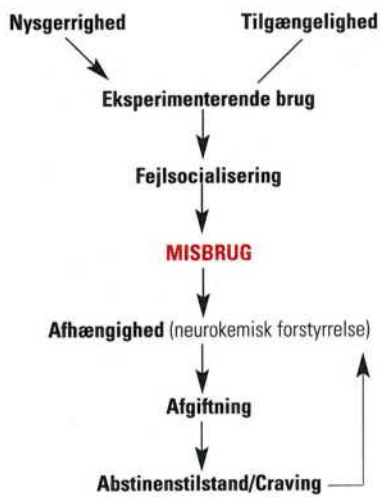 Nysgerrighed Tilgængelighed
Eksperimenterende brug
Fejlsocialisering
MISBRUG
Afhængighed (neurokemisk forstyrrelse)
Afgiftning
Abstinenstilstand/Craving